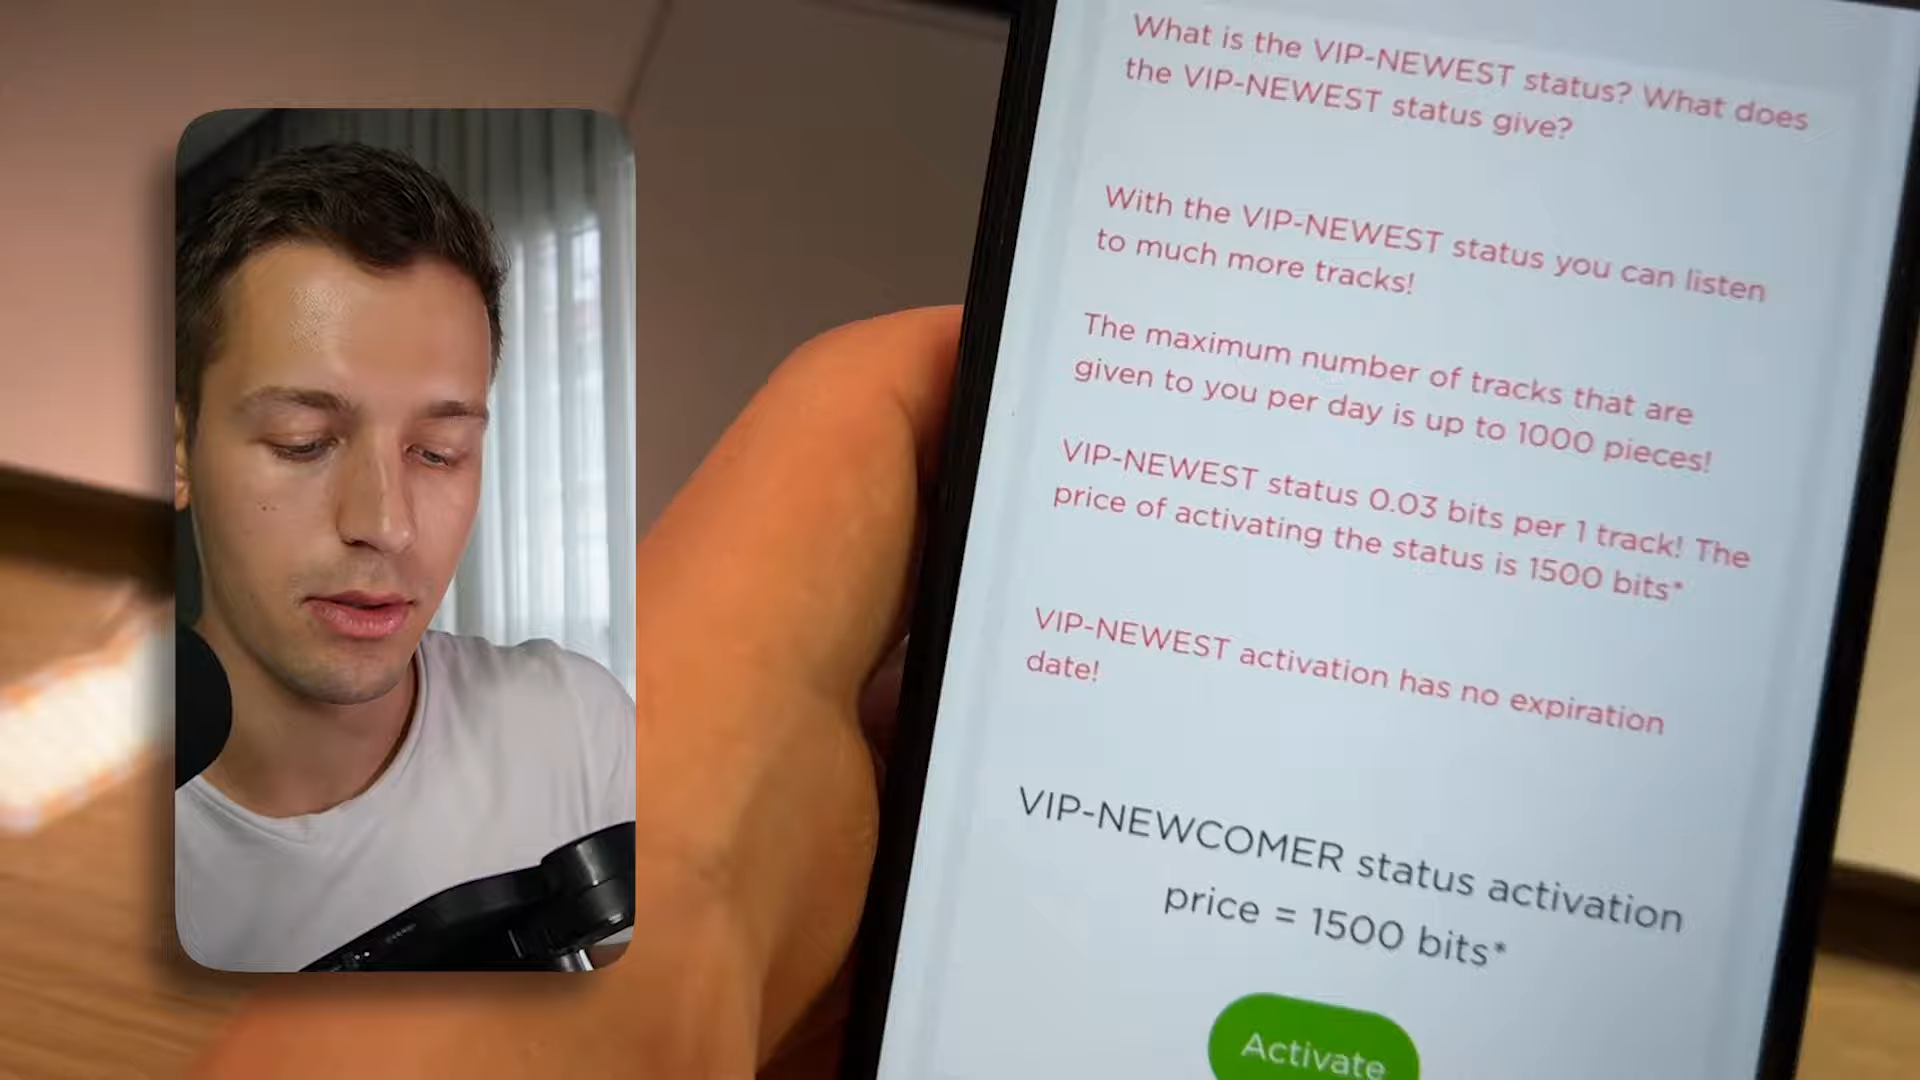 What is the VIP-NEWEST status? What does
the VIP-NEWEST status give?
With the VIP-NEWEST status you can listen
to much more tracks!
The maximum number of tracks that are
given to you per day is up to 1000 pieces!
VIP-NEWEST status 0.03 bits per 1 track! The
price of activating the status is 1500 bits*
VIP-NEWEST activation has no expiration
date!
VIP-NEWCOMER status activation
price = 1500 bits*
Activate